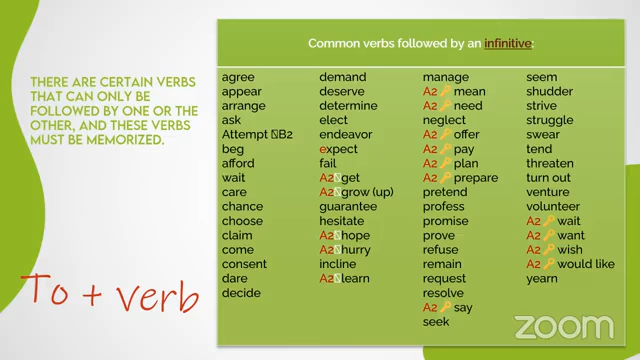 Common verbs followed by an infinitive:
THERE ARE CERTAIN VERBS
THAT CAN ONLY BE
FOLLOWED BY ONE OR THE
OTHER, AND THESE VERBS
MUST BE MEMORIZED.
To + verb
agree
appear
arrange
ask
Attempt B2
beg
afford
wait
care
chance
choose
claim
come
consent
dare
decide
demand
deserve
determine
elect
endeavor
expect
fail
A2 get
A2 grow (up)
guarantee
hesitate
A2 hope
A2 hurry
incline
A2 learn
manage
A2 🔑 mean
A2 🔑 need
neglect
A2 🔑 offer
A2 🔑 pay
A2 🔑 plan
A2 🔑 prepare
pretend
profess
promise
prove
refuse
remain
request
resolve
A2 🔑 say
seek
seem
shudder
strive
struggle
swear
tend
threaten
turn out
venture
volunteer
A2 🔑 wait
A2 🔑 want
A2 🔑 wish
A2 🔑 would like
yearn
zoom